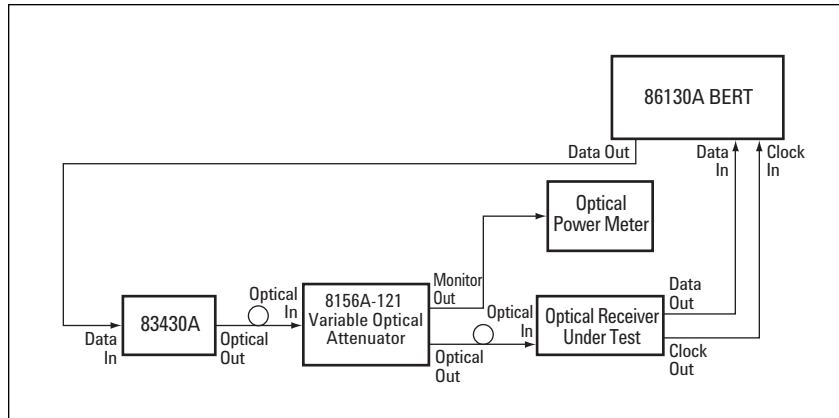 86130A BERT
Data Out
Data
In
Clock
In
Optical
Power Meter
Monitor
Out
Data
Out
Optical
In
8156A-121
Variable Optical
Attenuator
Optical
In
Optical Receiver
Under Test
83430A
Data
In
Optical
Out
Optical
Out
Clock
Out